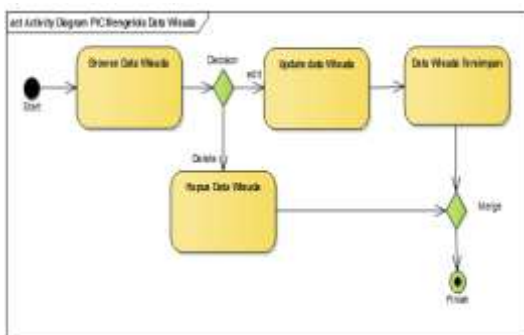 act Activity Diagram PIC Mengelola Data Wisuda
Start
Browse Data Wisuda
Decision
edit
Update data Wisuda
Data Wisuda Tersimpan
Delete
Hapus Data Wisuda
Merge
Finish